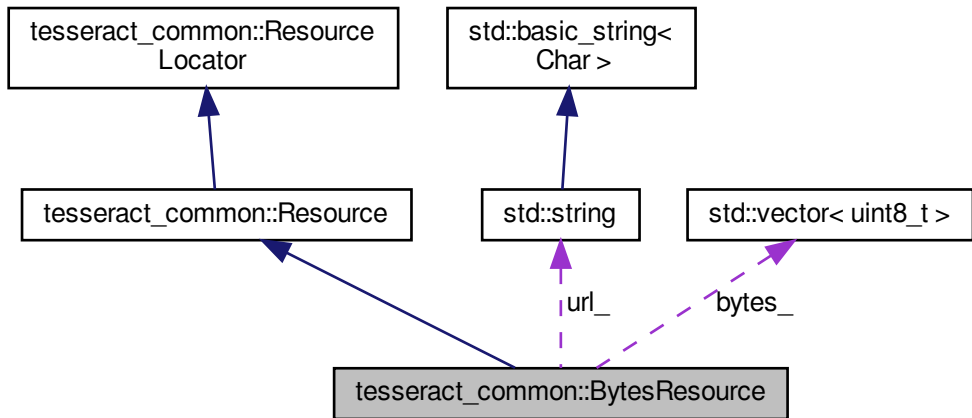 tesseract_common::Resource
Locator
std::basic_string<
Char >
tesseract_common::Resource
std::string
std::vector< uint8_t >
url_
bytes_
tesseract_common::BytesResource